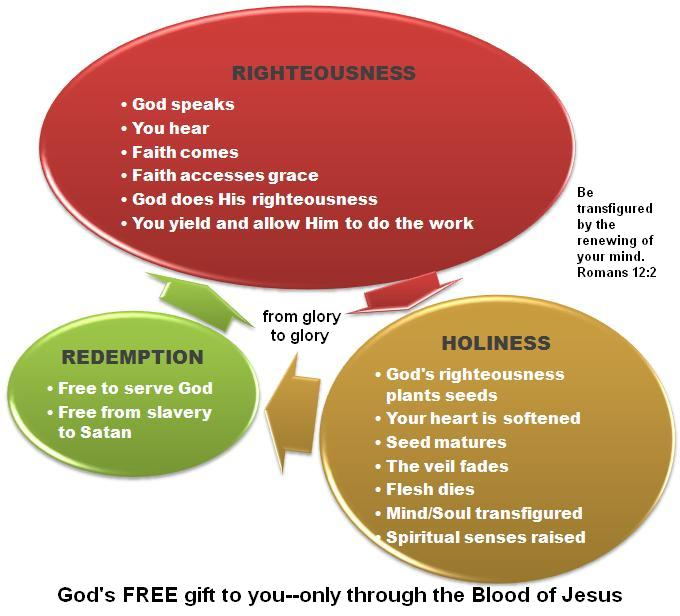 RIGHTEOUSNESS
• God speaks
• You hear
• Faith comes
• Faith accesses grace
• God does His righteousness
• You yield and allow Him to do the work
Be
transfigured
by the
renewing of
your mind.
Romans 12:2
from glory
to glory
HOLINESS
• God's righteousness
plants seeds
• Your heart is softened
• Seed matures
• The veil fades
• Flesh dies
• Mind/Soul transfigured
• Spiritual senses raised
REDEMPTION
• Free to serve God
• Free from slavery
to Satan
God's FREE gift to you--only through the Blood of Jesus